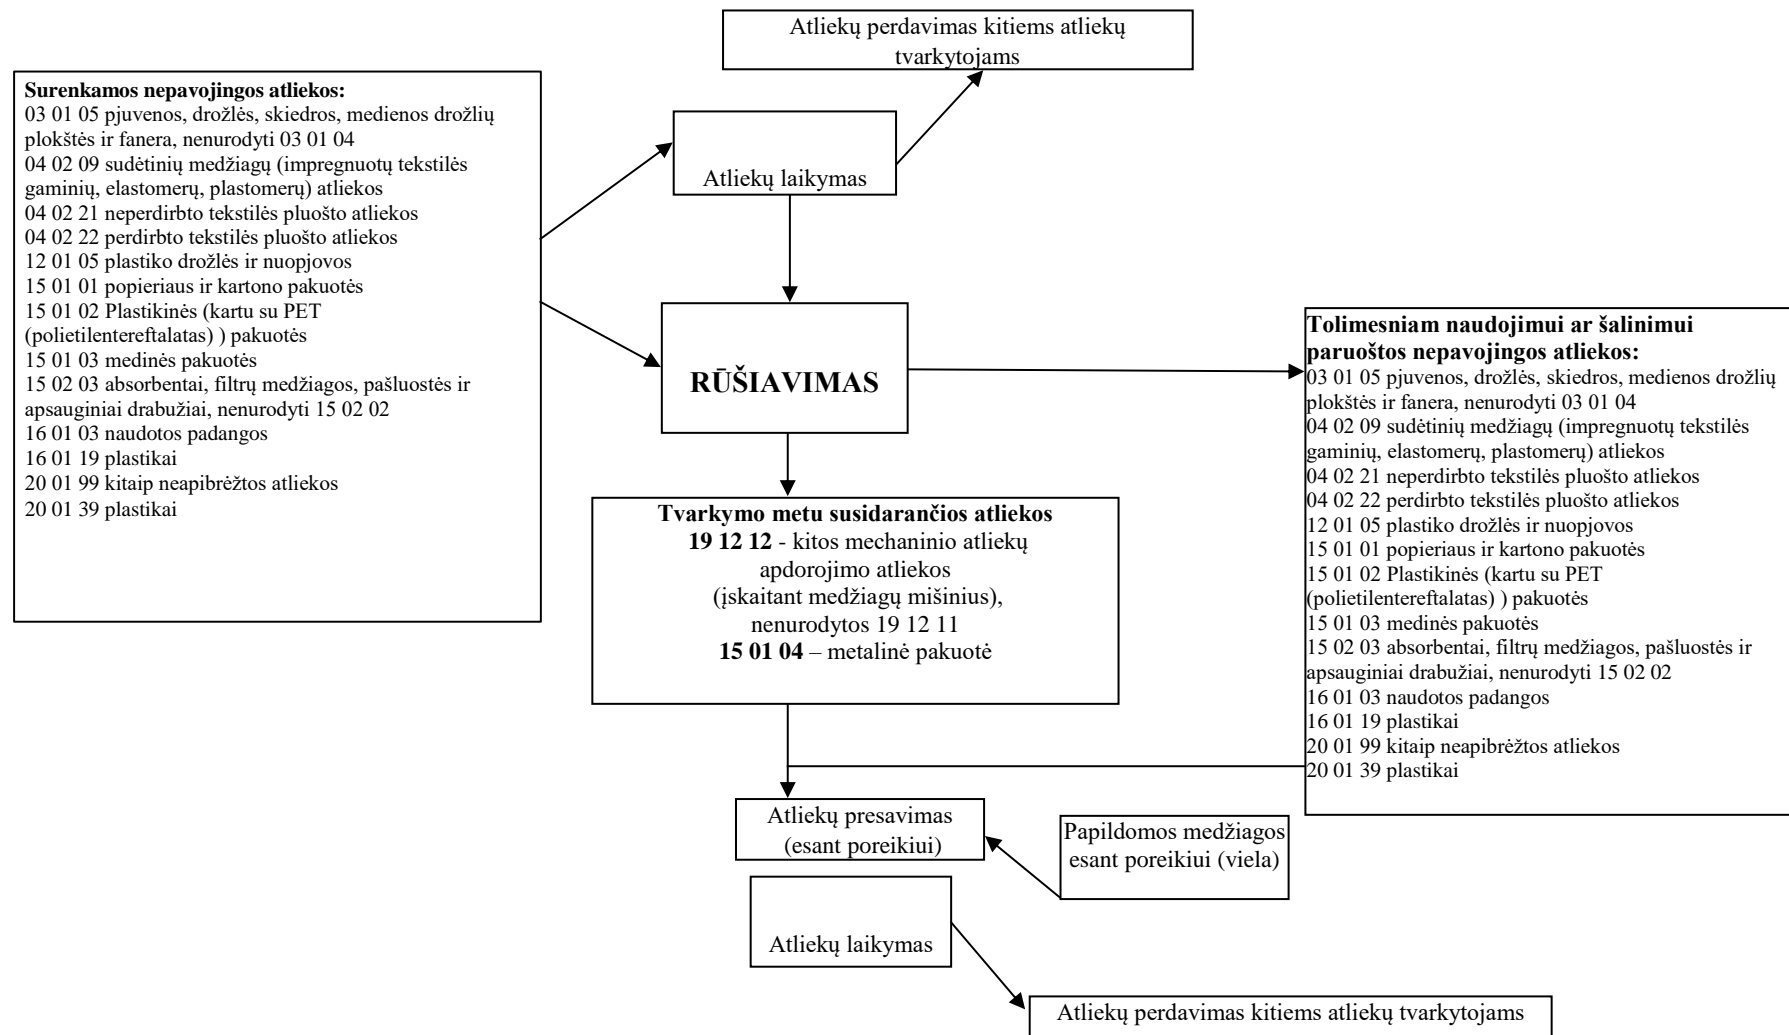 Atliekų perdavimas kitiems atliekų
tvarkytojams
Surenkamos nepavojingos atliekos:
03 01 05 pjuvenos, drožlės, skiedros, medienos drožlių
plokštės ir fanera, nenurodyti 03 01 04
04 02 09 sudėtinių medžiagų (impregnuotų tekstilės
gaminių, elastomerų, plastomerų) atliekos
04 02 21 neperdirbto tekstilės pluošto atliekos
04 02 22 perdirbto tekstilės pluošto atliekos
12 01 05 plastiko drožlės ir nuopjovos
15 01 01 popieriaus ir kartono pakuotės
15 01 02 Plastikinės (kartu su PET
(polietilentereftalatas) ) pakuotės
15 01 03 medinės pakuotės
15 02 03 absorbentai, filtrų medžiagos, pašluostės ir
apsauginiai drabužiai, nenurodyti 15 02 02
16 01 03 naudotos padangos
16 01 19 plastikai
20 01 99 kitaip neapibrėžtos atliekos
20 01 39 plastikai
Atliekų laikymas
RŪŠIAVIMAS
Tolimesniam naudojimui ar šalinimui
paruoštos nepavojingos atliekos:
03 01 05 pjuvenos, drožlės, skiedros, medienos drožlių
plokštės ir fanera, nenurodyti 03 01 04
04 02 09 sudėtinių medžiagų (impregnuotų tekstilės
gaminių, elastomerų, plastomerų) atliekos
04 02 21 neperdirbto tekstilės pluošto atliekos
04 02 22 perdirbto tekstilės pluošto atliekos
12 01 05 plastiko drožlės ir nuopjovos
15 01 01 popieriaus ir kartono pakuotės
15 01 02 Plastikinės (kartu su PET
(polietilentereftalatas) ) pakuotės
15 01 03 medinės pakuotės
15 02 03 absorbentai, filtrų medžiagos, pašluostės ir
apsauginiai drabužiai, nenurodyti 15 02 02
16 01 03 naudotos padangos
16 01 19 plastikai
20 01 99 kitaip neapibrėžtos atliekos
20 01 39 plastikai
Tvarkymo metu susidarančios atliekos
19 12 12 - kitos mechaninio atliekų
apdorojimo atliekos
(įskaitant medžiagų mišinius),
nenurodytos 19 12 11
15 01 04 – metalinė pakuotė
Atliekų presavimas
(esant poreikiui)
Papildomos medžiagos
esant poreikiui (viela)
Atliekų laikymas
Atliekų perdavimas kitiems atliekų tvarkytojams